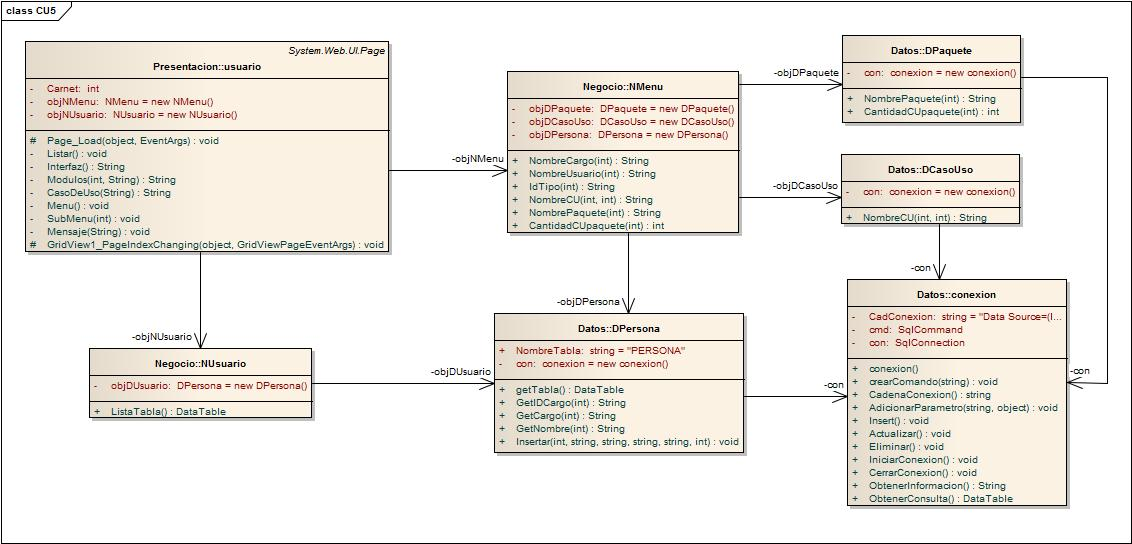 class CU5
System.Web.UI.Page
Presentacion::usuario
- Carnet: int
- objNMenu: NMenu = new NMenu()
- objNUsuario: NUsuario = new NUsuario()
# Page_Load(object, EventArgs) : void
- Listar() : void
- Interfaz() : String
- Modulos(int, String) : String
- CasoDeUso(String) : String
- Menu() : void
- SubMenu(int) : void
- Mensaje(String) : void
# GridView1_PageIndexChanging(object, GridViewPageEventArgs) : void
-objNMenu
Negocio::NMenu
- objDPaquete: DPaquete = new DPaquete()
- objDCasoUso: DCasoUso = new DCasoUso()
- objDPersona: DPersona = new DPersona()
+ NombreCargo(int) : String
+ NombreUsuario(int) : String
+ IdTipo(int) : String
+ NombreCU(int, int) : String
+ NombrePaquete(int) : String
+ CantidadCUpaquete(int) : int
-objDPaquete
Datos::DPaquete
- con: conexion = new conexion()
+ NombrePaquete(int) : String
+ CantidadCUpaquete(int) : int
-objDCasoUso
Datos::DCasoUso
- con: conexion = new conexion()
+ NombreCU(int, int) : String
-con
-objNUsuario
Negocio::NUsuario
- objDUsuario: DPersona = new DPersona()
+ ListaTabla() : DataTable
-objDUsuario
-objDPersona
Datos::DPersona
+ NombreTabla: string = "PERSONA"
- con: conexion = new conexion()
+ getTabla() : DataTable
+ GetIDCargo(int) : String
+ GetCargo(int) : String
+ GetNombre(int) : String
+ Insertar(int, string, string, string, string, int) : void
-con
Datos::conexion
- CadConexion: string = "Data Source=(l...
- cmd: SqlCommand
- con: SqlConnection
+ conexion()
+ crearComando(string) : void
+ CadenaConexion() : string
+ AdicionarParametro(string, object) : void
+ Insert() : void
+ Actualizar() : void
+ Eliminar() : void
+ IniciarConexion() : void
+ CerrarConexion() : void
+ ObtenerInformacion() : String
+ ObtenerConsulta() : DataTable
-con